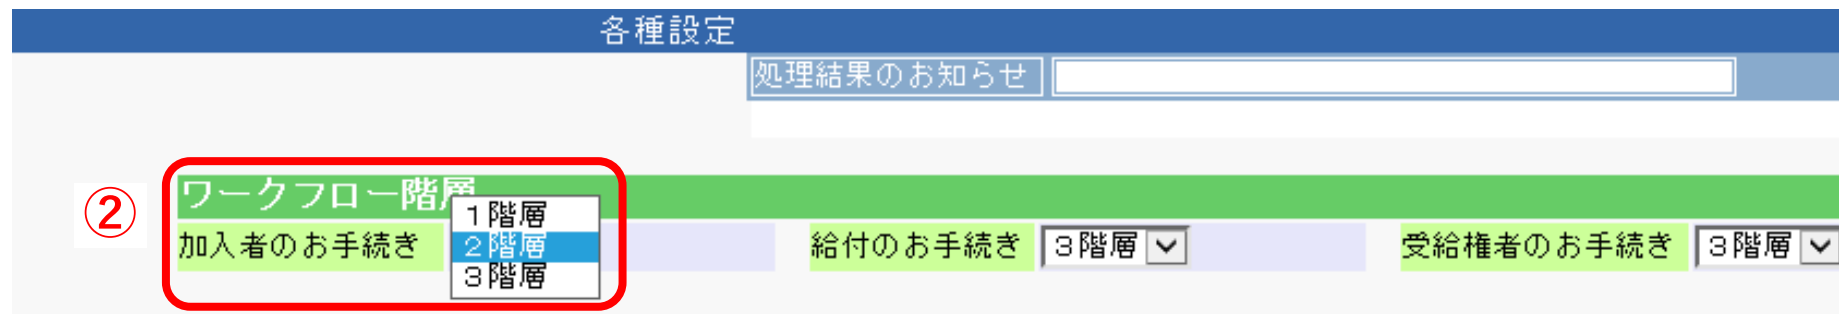 各種設定
処理結果のお知らせ
②
ワークフロー階層
１階層
加入者のお手続き ２階層 給付のお手続き ３階層 受給権者のお手続き ３階層
３階層